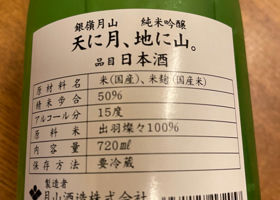 銀嶺月山　純米吟醸
天に月、地に山。
品目 日本酒
原材料名 米(国産)、米麹(国産米)
精米歩合 50%
アルコール分 15度
原料米 出羽燦々100%
内容量 720㎖
保存方法 要冷蔵
製造者
月山酒造株式会社